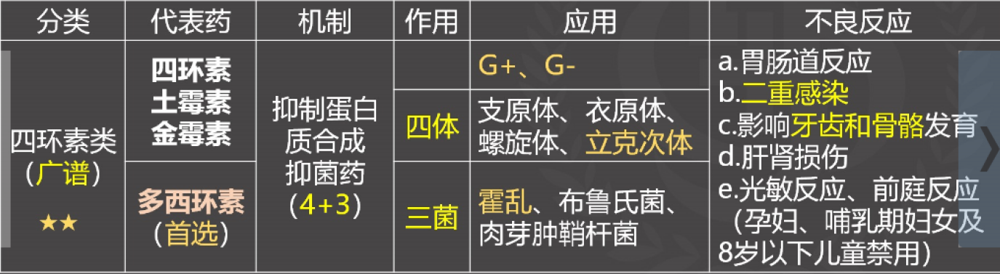 分类
代表药
机制
作用
应用
不良反应
四环素类
（广谱）
★★
四环素
土霉素
金霉素
多西环素
（首选）
抑制蛋白
质合成
抑菌药
（4+3）
G+、G-
四体
支原体、衣原体、
螺旋体、立克次体
三菌
霍乱、布鲁氏菌、
肉芽肿鞘杆菌
a.胃肠道反应
b.二重感染
c.影响牙齿和骨骼发育
d.肝肾损伤
e.光敏反应、前庭反应
（孕妇、哺乳期妇女及
8岁以下儿童禁用）